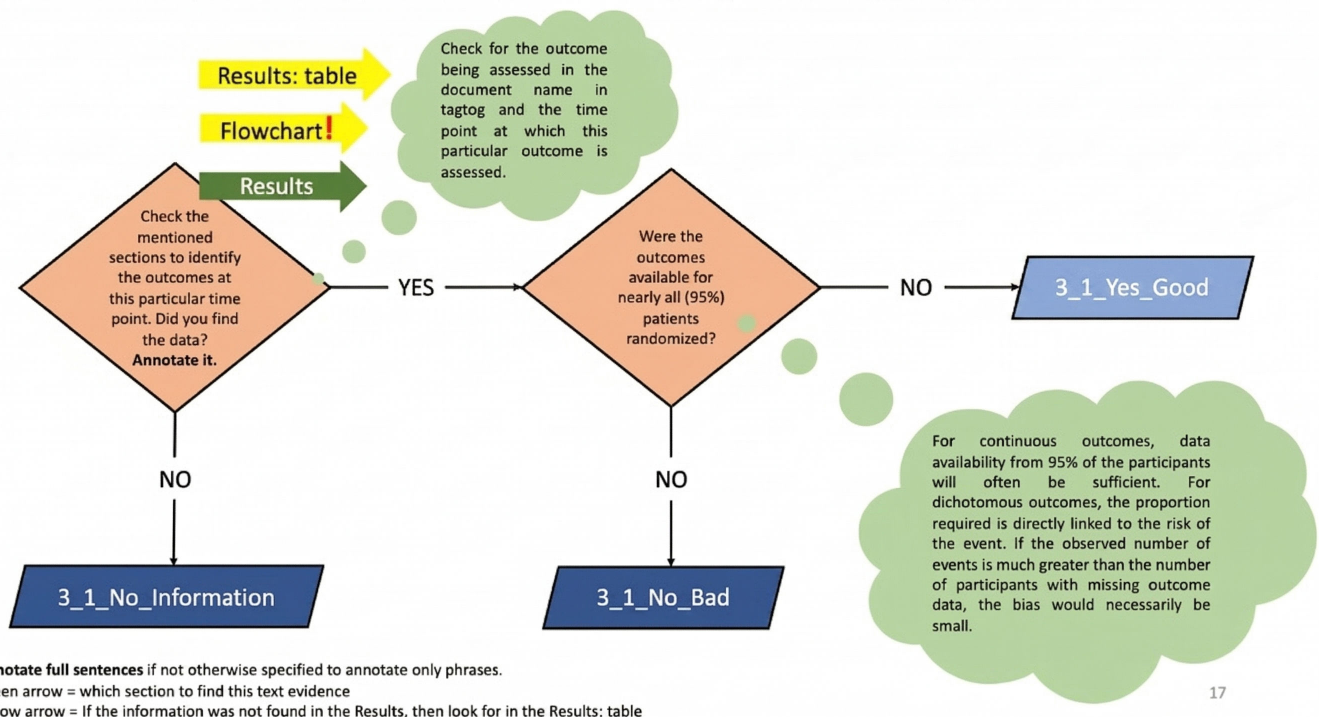 Results: table
Flowchart!
Results
Check for the outcome
being assessed in the
document name in
tagtog and the time
point at which this
particular outcome is
assessed.
Check the
mentioned
sections to identify
the outcomes at
this particular time
point. Did you find
the data?
Annotate it.
YES
Were the
outcomes
available for
nearly all (95%)
patients
randomized?
NO
3_1_Yes_Good
NO
NO
3_1_No_Information
3_1_No_Bad
For continuous outcomes, data
availability from 95% of the participants
will often be sufficient. For
dichotomous outcomes, the proportion
required is directly linked to the risk of
the event. If the observed number of
events is much greater than the number
of participants with missing outcome
data, the bias would necessarily be
small.
notate full sentences if not otherwise specified to annotate only phrases.
en arrow = which section to find this text evidence
ow arrow = If the information was not found in the Results, then look for in the Results: table
17